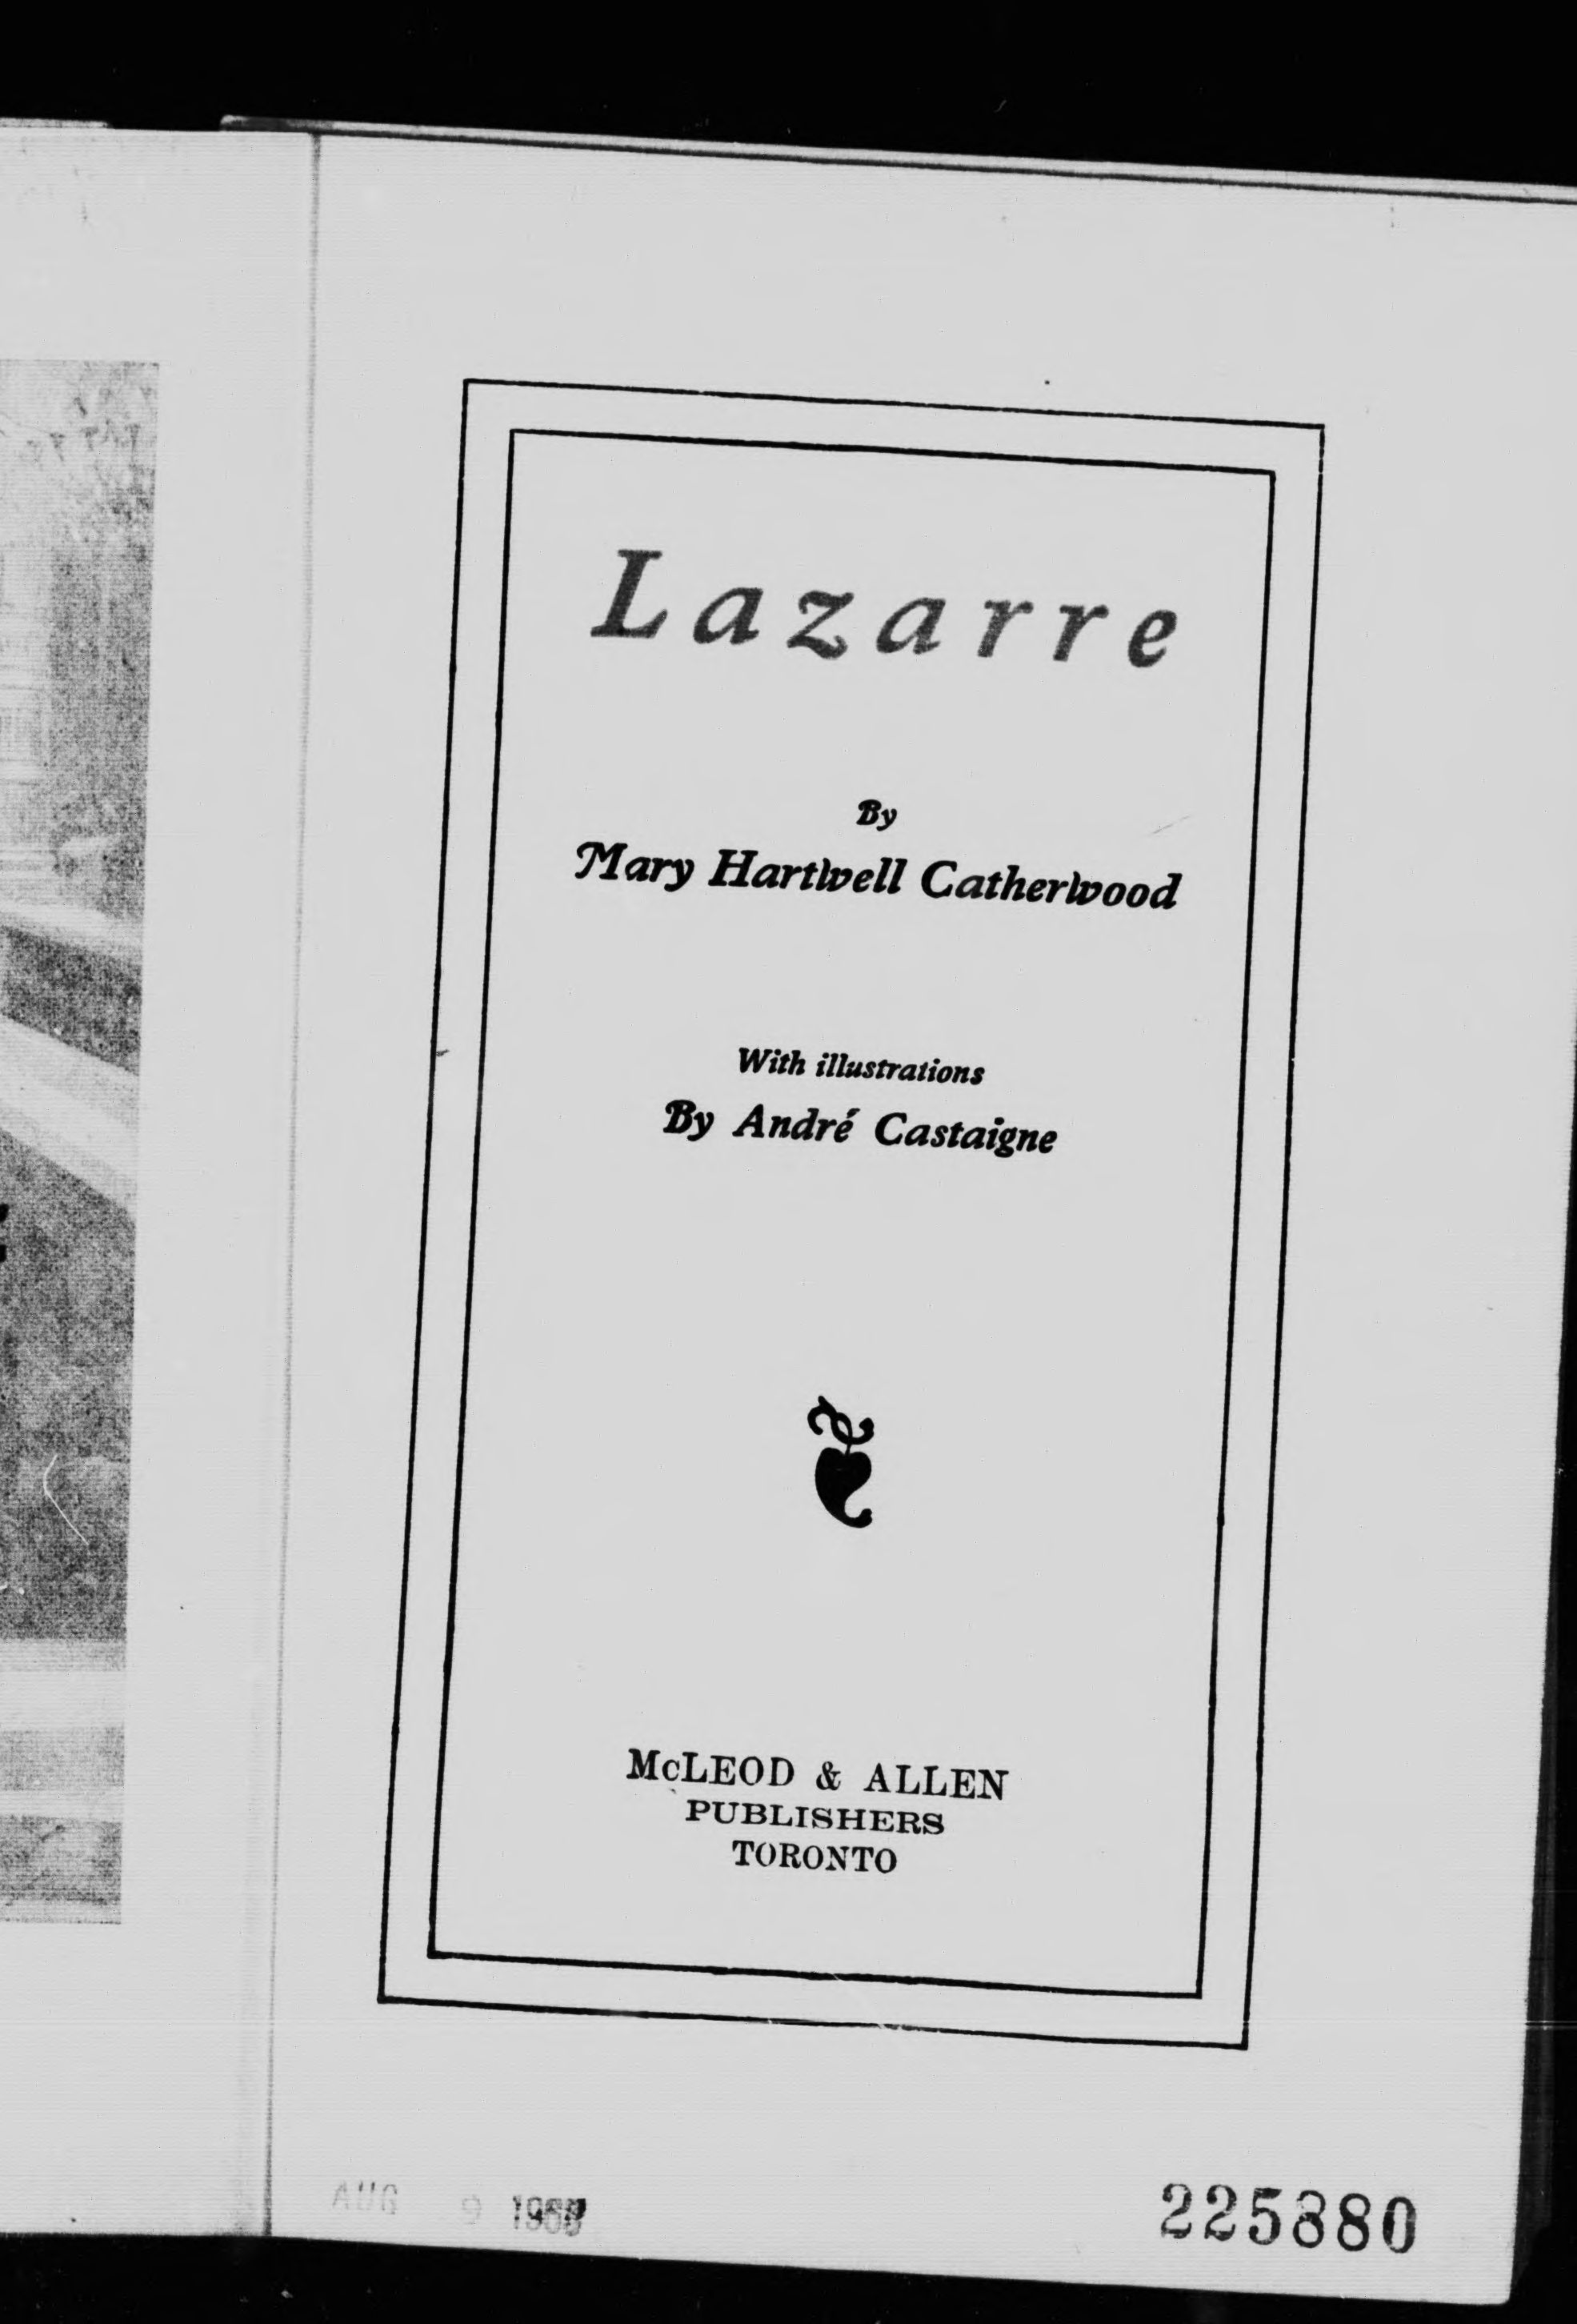 Lazarre
By
Mary Hartwell Catherwood
With illustrations
By André Castaigne
McLEOD & ALLEN
PUBLISHERS
TORONTO
AUG 9
225880